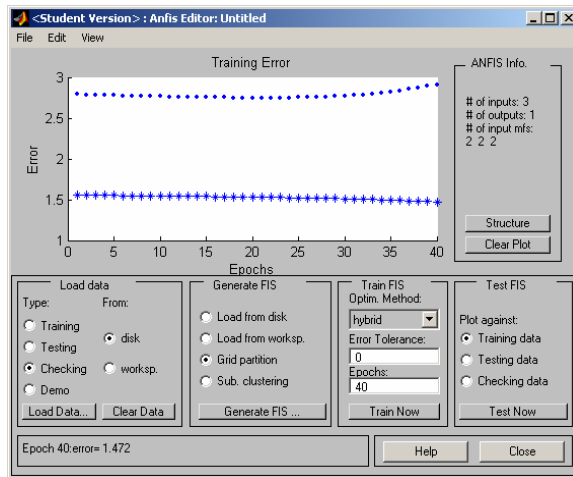 <Student Version> : Anfis Editor: Untitled
File Edit View
Training Error
3
2.5
2
1.5
1
Error
0 5 10 15 20 25 30 35 40
Epochs
ANFIS Info.
# of inputs: 3
# of outputs: 1
# of input mfs:
2 2 2
Structure
Clear Plot
Load data
Type: From:
Training
Testing
Checking
Demo
disk
worksp.
Load Data... Clear Data
Generate FIS
Load from disk
Load from worksp.
Grid partition
Sub. clustering
Generate FIS ...
Train FIS
Optim. Method:
hybrid
Error Tolerance:
0
Epochs:
40
Train Now
Test FIS
Plot against:
Training data
Testing data
Checking data
Test Now
Epoch 40:error= 1.472
Help Close